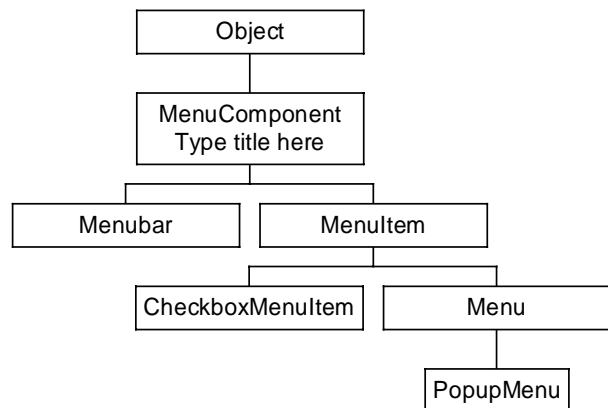 Object
MenuComponent
Type title here
Menubar
MenuItem
CheckboxMenuItem
Menu
PopupMenu